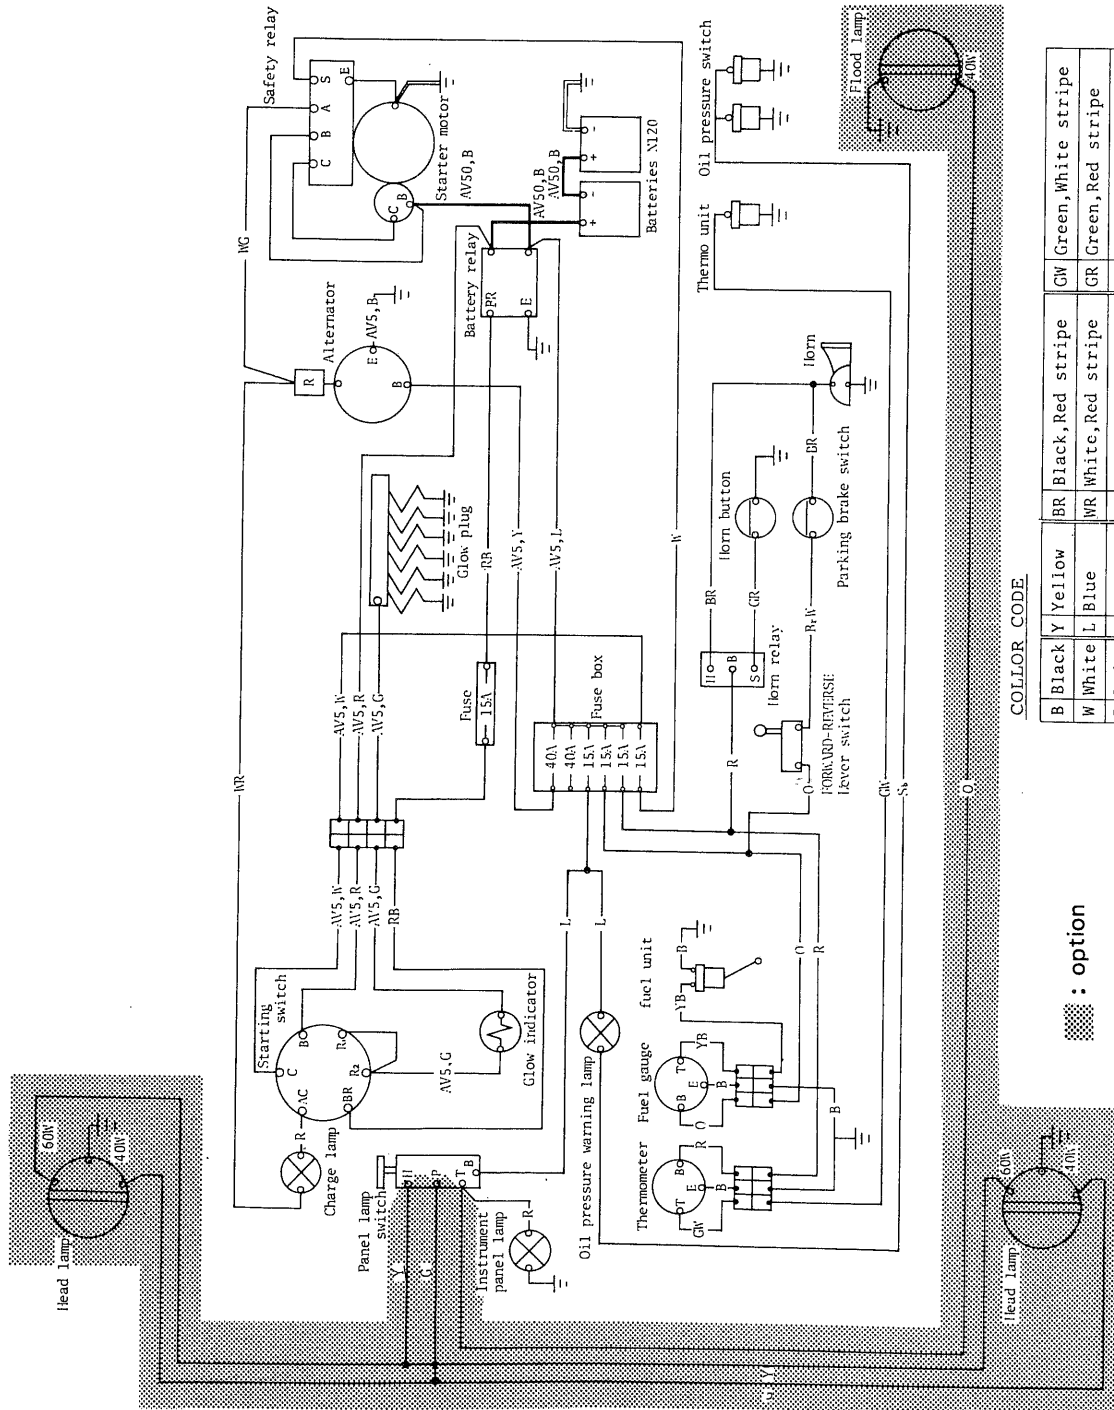 Head lamp
60W
40W
Starting
switch
B
R₁
C
R₂
AC
BR
R
Charge lamp
AV5,G
Glow indicator
Panel lamp
switch
H
P
T
B
Y
G
Instrument
panel lamp
R
AV5,W
AV5,R
AV5,G
RB
AV5,W
AV5,R
AV5,G
WR
WG
Safety relay
S
A
B
C
E
Starter motor
C
B
AV50,B
AV50,B
AV50,B
Batteries N120
+
-
+
-
R
Alternator
E
AV5,B
B
Battery relay
PR
E
Glow plug
RB
AV5,Y
AV5,L
W
Fuse
15A
Fuse box
40A
40A
15A
15A
15A
15A
L
L
Oil pressure warning lamp
Thermometer
T
B
E
GW
B
R
Fuel gauge
B
T
E
O
B
YB
fuel unit
YB
B
B
O
R
Horn relay
H
B
S
R
BR
GR
Horn button
BR
Horn
Parking brake switch
BrW
FORWARD-REVERSE
lever switch
O
GW
Thermo unit
Oil pressure switch
Flood lamp
40W
O
Head lamp
60W
40W
Y
: option
COLLOR CODE
B Black Y Yellow BR Black,Red stripe GW Green,White stripe
W White L Blue WR White,Red stripe GR Green,Red stripe